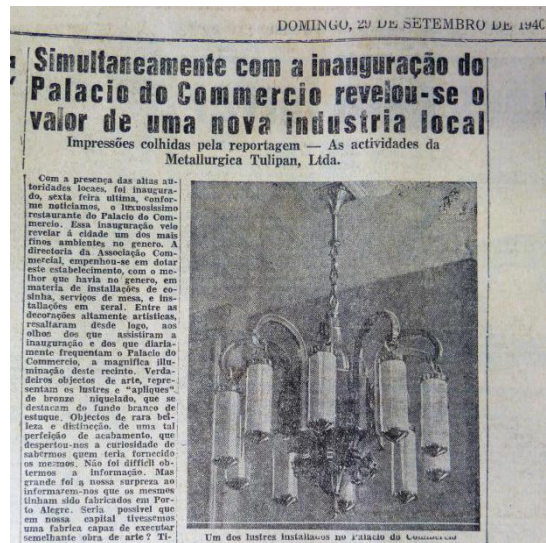 DOMINGO, 29 DE SETEMBRO DE 1940
Simultaneamente com a inauguração do
Palacio do Commercio revelou-se o
valor de uma nova industria local
Impressões colhidas pela reportagem — As actividades da
Metallurgica Tulipan, Ltda.
Com a presença das altas au-
toridades locaes, foi inaugura-
do, sexta feira ultima, confor-
me noticiamos, o luxuosissimo
restaurante do Palacio do Com-
mercio. Essa inauguração veio
revelar á cidade um dos mais
finos ambientes no genero. A
directoria da Associação Com-
mercial, empenhou-se em dotar
este estabelecimento, com o me-
lhor que havia no genero, em
materia de installações de co-
sinha, serviços de mesa, e ins-
tallações em geral. Entre as
decorações altamente artisticas,
resaltaram desde logo, aos
olhos dos que assistiram a
inauguração e dos que diaria-
mente frequentam o Palacio do
Commercio, a magnifica illu-
minação deste recinto. Verda-
deiros objectos de arte, repre-
sentam os lustres e "apliques"
de bronze niquelado, que se
destacam do fundo branco de
estuque. Objectos de rara bel-
leza e distincção, de uma tal
perfeição de acabamento, que
despertou-nos a curiosidade de
sabermos quem teria fornecido
os mesmos. Não foi difficil ob-
termos a informação. Mas
grande foi a nossa surpreza ao
informarem-nos que os mesmos
tinham sido fabricados em Por-
to Alegre. Seria possivel que
em nossa capital tivessemos
uma fabrica capaz de executar
semelhante obra de arte? Ti-
Um dos lustres installados no Palacio do Commercio